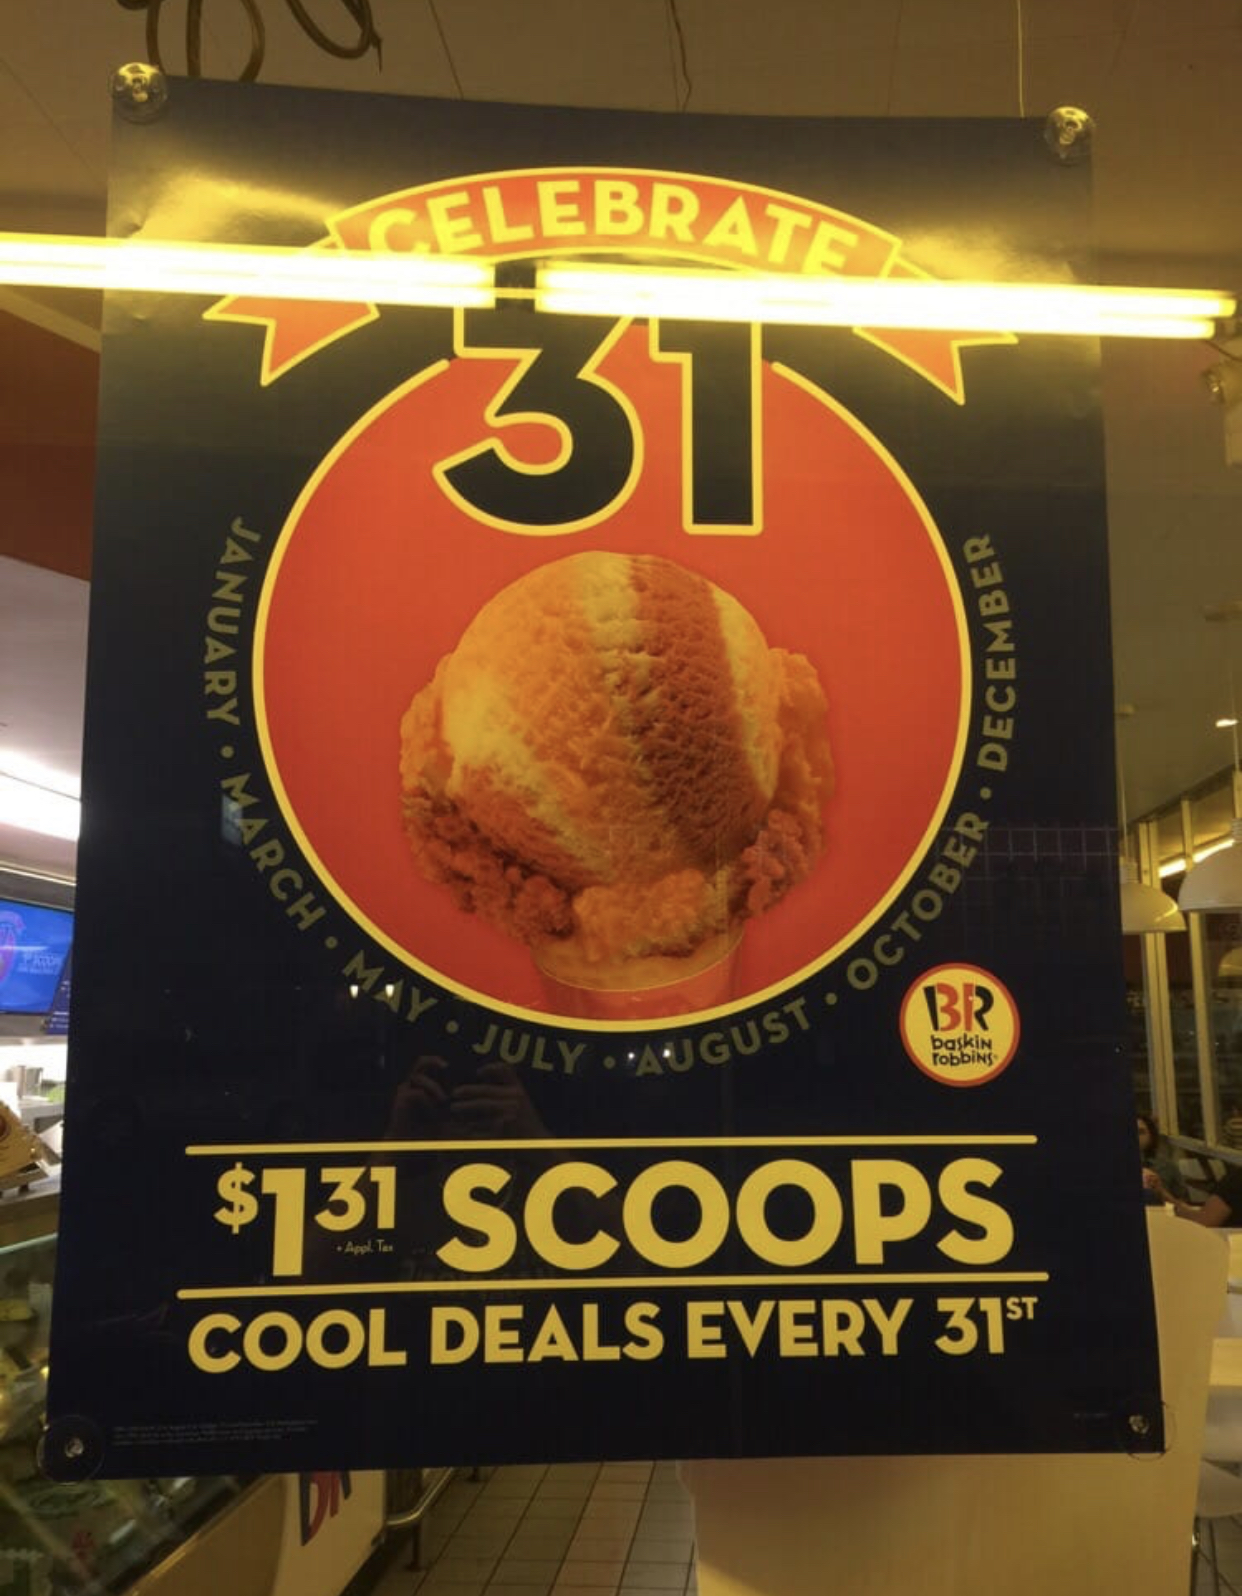 CELEBRATE
31
JANUARY • MARCH • MAY • JULY • AUGUST • OCTOBER • DECEMBER
BR
baskin
robbins
$1 31 SCOOPS
+ Appl. Tax
COOL DEALS EVERY 31ST